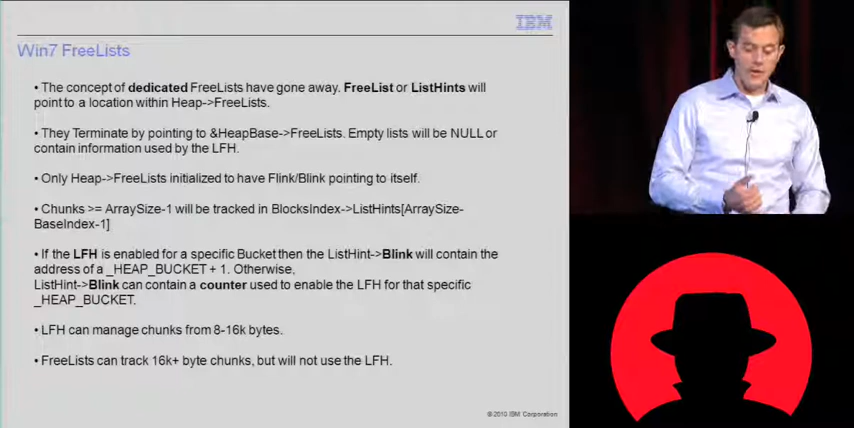 IBM
Win7 FreeLists
• The concept of dedicated FreeLists have gone away. FreeList or ListHints will
point to a location within Heap->FreeLists.
• They Terminate by pointing to &HeapBase->FreeLists. Empty lists will be NULL or
contain information used by the LFH.
• Only Heap->FreeLists initialized to have Flink/Blink pointing to itself.
• Chunks >= ArraySize-1 will be tracked in BlocksIndex->ListHints[ArraySize-
BaseIndex-1]
• If the LFH is enabled for a specific Bucket then the ListHint->Blink will contain the
address of a _HEAP_BUCKET + 1. Otherwise,
ListHint->Blink can contain a counter used to enable the LFH for that specific
_HEAP_BUCKET.
• LFH can manage chunks from 8-16k bytes.
• FreeLists can track 16k+ byte chunks, but will not use the LFH.
© 2010 IBM Corporation